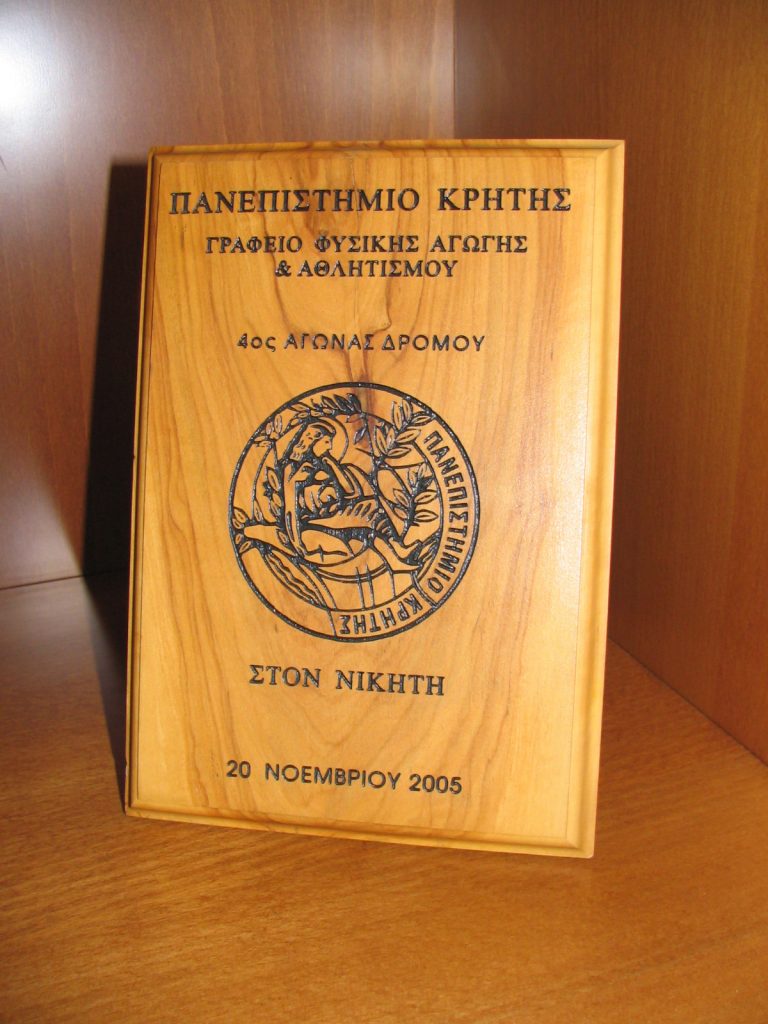 ΠΑΝΕΠΙΣΤΗΜΙΟ ΚΡΗΤΗΣ
ΓΡΑΦΕΙΟ ΦΥΣΙΚΗΣ ΑΓΩΓΗΣ
& ΑΘΛΗΤΙΣΜΟΥ
4ος ΑΓΩΝΑΣ ΔΡΟΜΟΥ
ΠΑΝΕΠΙΣΤΗΜΙΟ ΚΡΗΤΗΣ
ΣΤΟΝ ΝΙΚΗΤΗ
20 ΝΟΕΜΒΡΙΟΥ 2005